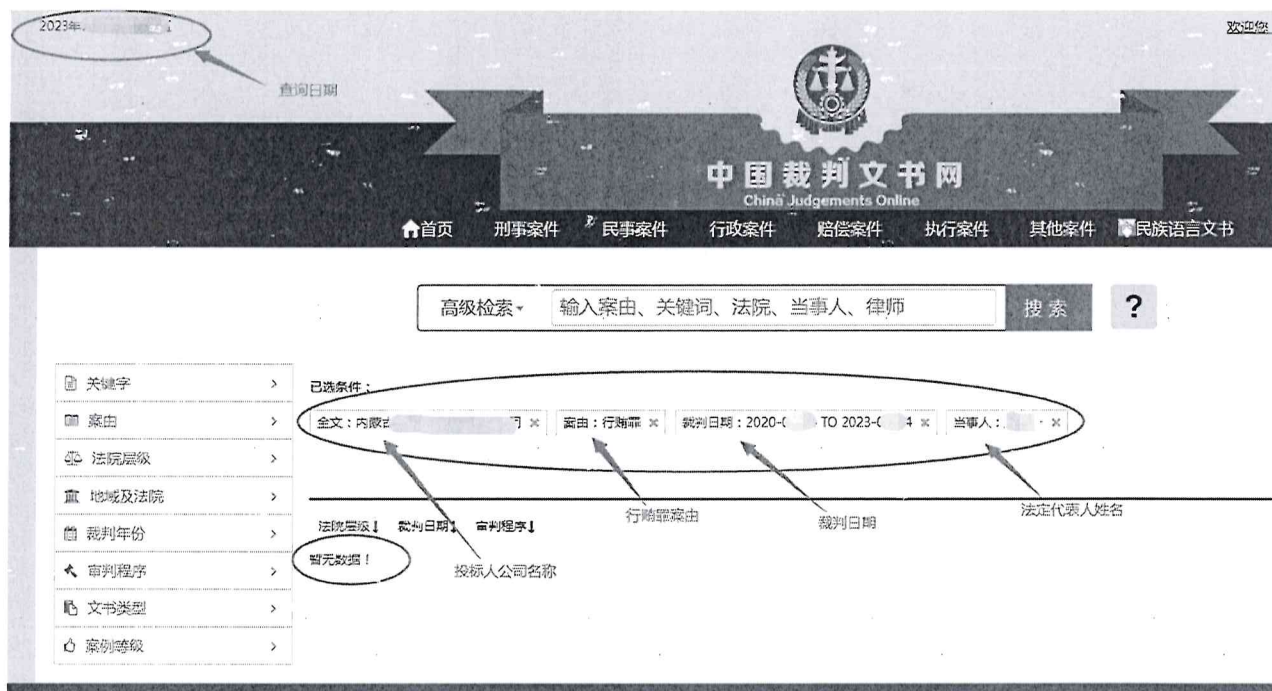 2023年
欢迎您
查询日期
中国裁判文书网
China Judgements Online
首页 刑事案件 民事案件 行政案件 赔偿案件 执行案件 其他案件 民族语言文书
高级检索 输入案由、关键词、法院、当事人、律师 搜索 ?
关键字
案由
法院层级
地域及法院
裁判年份
审判程序
文书类型
案例等级
已选条件：
全文：内蒙古 司 × 案由：行贿罪 × 裁判日期：2020-0 TO 2023-0 4 × 当事人： ×
行贿罪案由
裁判日期
法定代表人姓名
法院层级↓ 裁判日期↓ 审判程序↓
暂无数据！
投标人公司名称